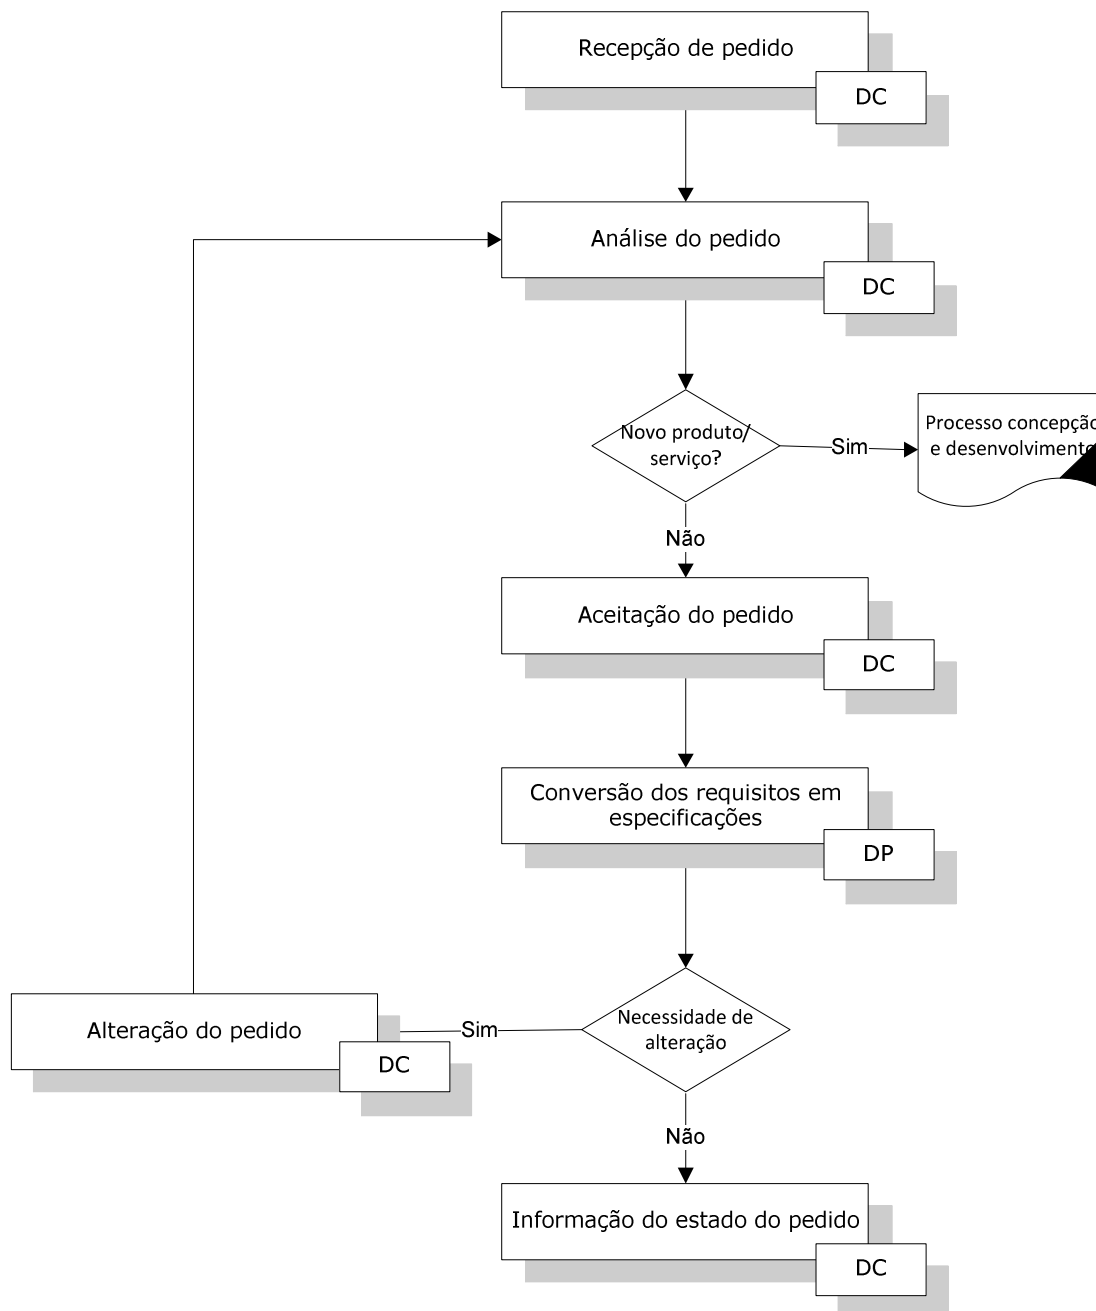 Recepção de pedido
DC
Análise do pedido
DC
Novo produto/
serviço?
Sim
Processo concepção
e desenvolvimento
Não
Aceitação do pedido
DC
Conversão dos requisitos em
especificações
DP
Necessidade de
alteração
Sim
Alteração do pedido
DC
Não
Informação do estado do pedido
DC